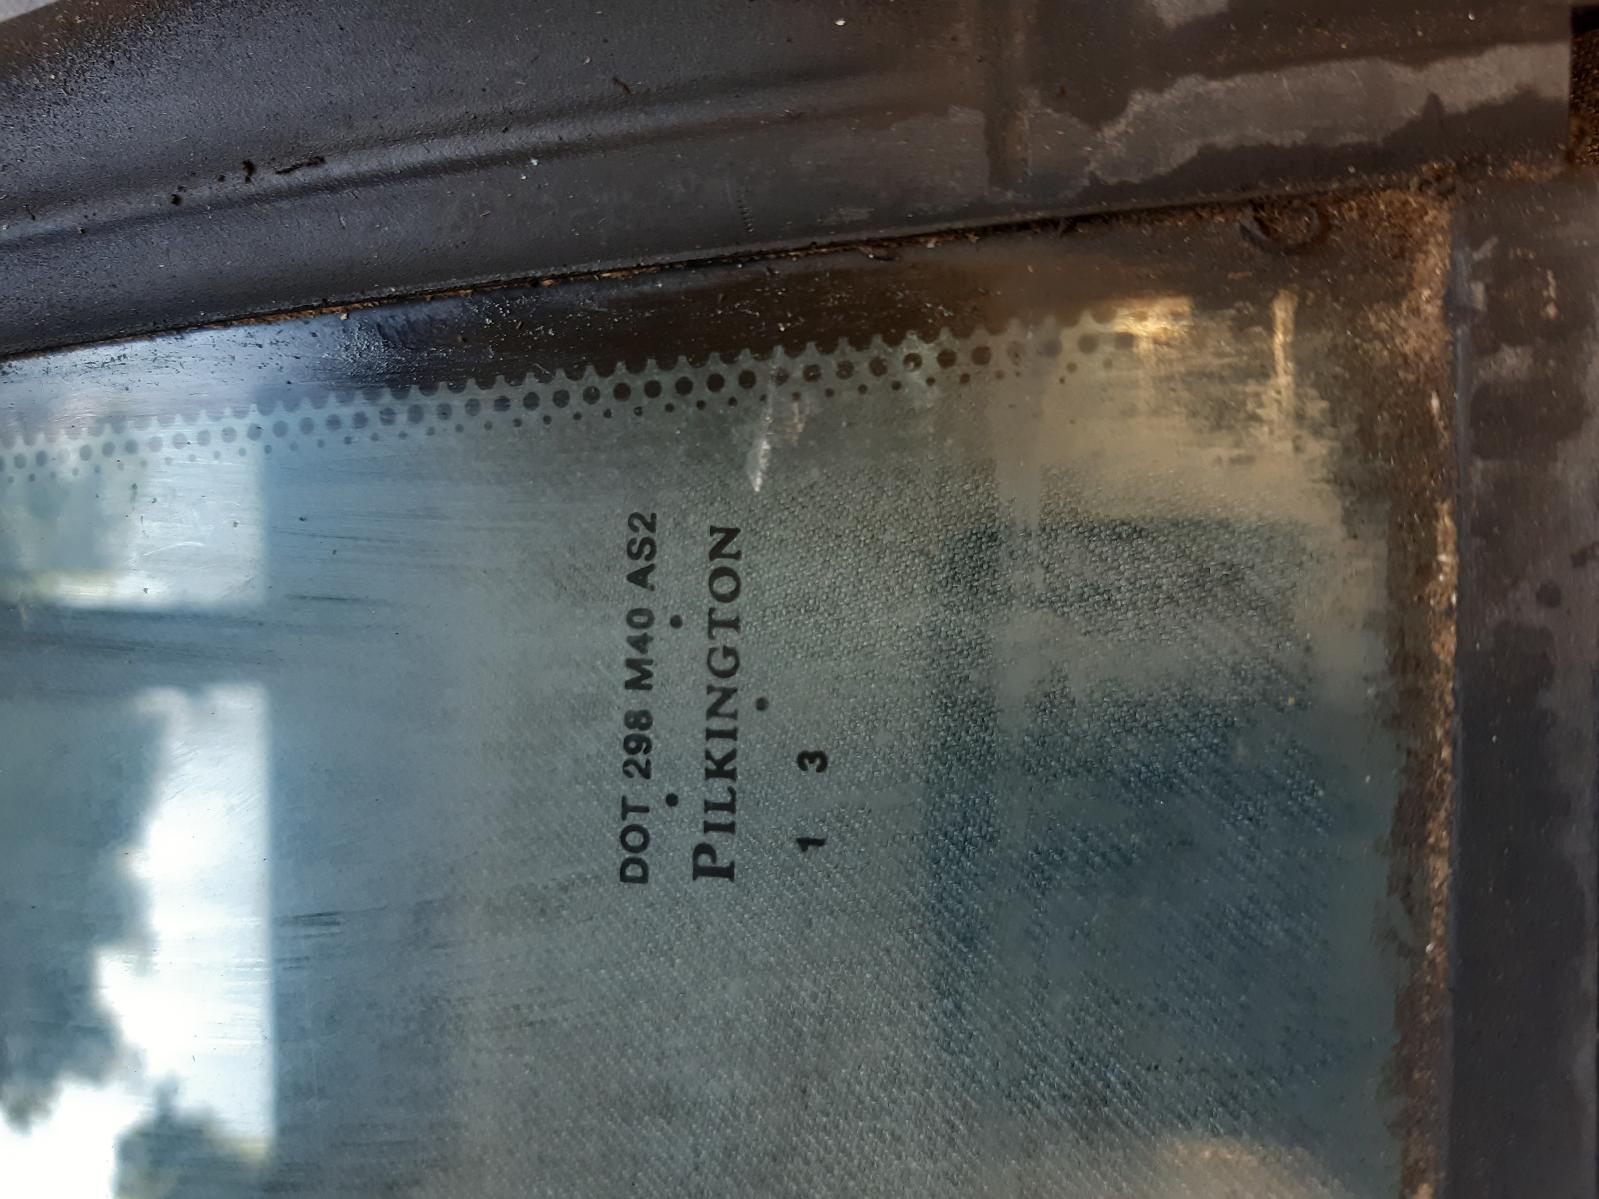 DOT 298 M40 AS2
PILKINGTON
1 3